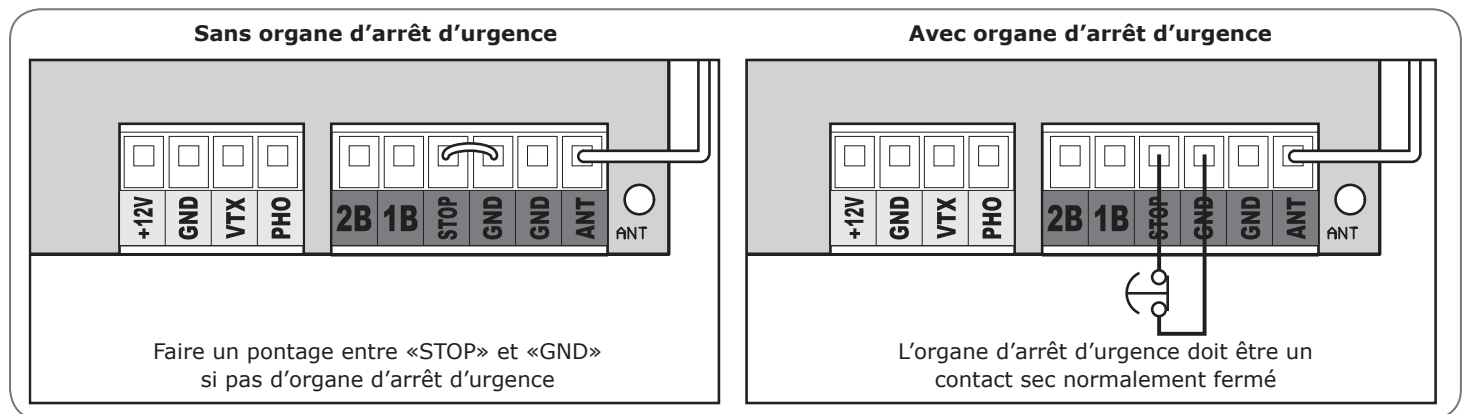 Sans organe d'arrêt d'urgence
+12V GND VTX PHO 2B 1B STOP GND GND ANT ANT
Faire un pontage entre «STOP» et «GND»
si pas d'organe d'arrêt d'urgence
Avec organe d'arrêt d'urgence
+12V GND VTX PHO 2B 1B STOP GND GND ANT ANT
L'organe d'arrêt d'urgence doit être un
contact sec normalement fermé